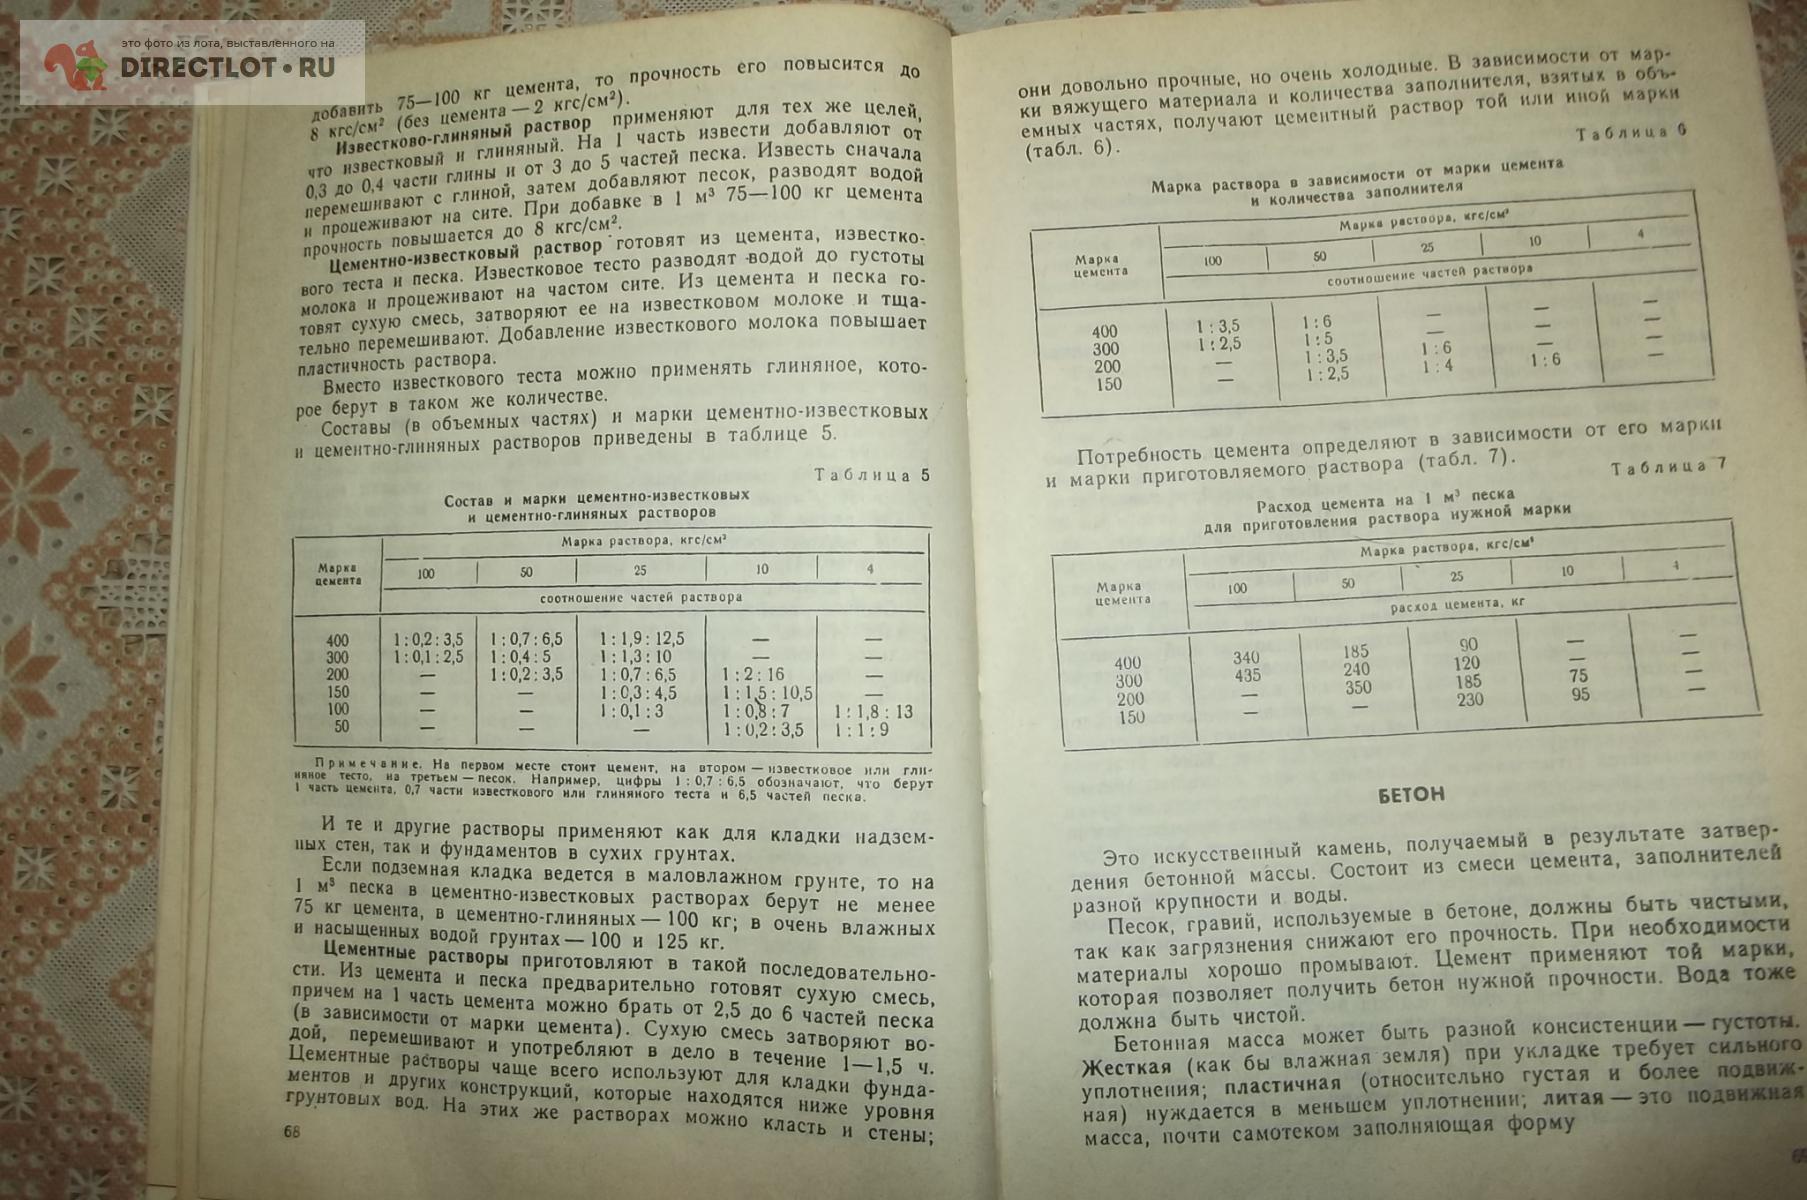 это фото из лота, выставленного на
DIRECTLOT.RU
добавить 75—100 кг цемента, то прочность его повысится до
8 кгс/см² (без цемента — 2 кгс/см²).
Известково-глиняный раствор применяют для тех же целей,
что известковый и глиняный. На 1 часть извести добавляют от
0,3 до 0,4 части глины и от 3 до 5 частей песка. Известь сначала
перемешивают с глиной, затем добавляют песок, разводят водой
и процеживают на сите. При добавке в 1 м³ 75—100 кг цемента
прочность повышается до 8 кгс/см².
Цементно-известковый раствор готовят из цемента, известко-
вого теста и песка. Известковое тесто разводят водой до густоты
молока и процеживают на частом сите. Из цемента и песка го-
товят сухую смесь, затворяют ее на известковом молоке и тща-
тельно перемешивают. Добавление известкового молока повышает
пластичность раствора.
Вместо известкового теста можно применять глиняное, кото-
рое берут в таком же количестве.
Составы (в объемных частях) и марки цементно-известковых
и цементно-глиняных растворов приведены в таблице 5.
Таблица 5
Состав и марки цементно-известковых
и цементно-глиняных растворов
Марка цемента
Марка раствора, кгс/см²
100 50 25 10 4
соотношение частей раствора
400 1:0,2:3,5 1:0,7:6,5 1:1,9:12,5 — —
300 1:0,1:2,5 1:0,4:5 1:1,3:10 — —
200 — 1:0,2:3,5 1:0,7:6,5 1:2:16 —
150 — — 1:0,3:4,5 1:1,5:10,5 —
100 — — 1:0,1:3 1:0,8:7 1:1,8:13
50 — — — 1:0,2:3,5 1:1:9
Примечание. На первом месте стоит цемент, на втором — известковое или гли-
няное тесто, на третьем — песок. Например, цифры 1:0,7:6,5 обозначают, что берут
1 часть цемента, 0,7 части известкового или глиняного теста и 6,5 частей песка.
И те и другие растворы применяют как для кладки надзем-
ных стен, так и фундаментов в сухих грунтах.
Если подземная кладка ведется в маловлажном грунте, то на
1 м³ песка в цементно-известковых растворах берут не менее
75 кг цемента, в цементно-глиняных — 100 кг; в очень влажных
и насыщенных водой грунтах — 100 и 125 кг.
Цементные растворы приготовляют в такой последовательно-
сти. Из цемента и песка предварительно готовят сухую смесь,
причем на 1 часть цемента можно брать от 2,5 до 6 частей песка
(в зависимости от марки цемента). Сухую смесь затворяют во-
дой, перемешивают и употребляют в дело в течение 1—1,5 ч.
Цементные растворы чаще всего используют для кладки фунда-
ментов и других конструкций, которые находятся ниже уровня
грунтовых вод. На этих же растворах можно класть и стены;
68
они довольно прочные, но очень холодные. В зависимости от мар-
ки вяжущего материала и количества заполнителя, взятых в объ-
емных частях, получают цементный раствор той или иной марки
(табл. 6).
Таблица 6
Марка раствора в зависимости от марки цемента
и количества заполнителя
Марка цемента
Марка раствора, кгс/см²
100 50 25 10 4
соотношение частей раствора
400 1:3,5 1:6 — — —
300 1:2,5 1:5 — — —
200 — 1:3,5 1:6 — —
150 — 1:2,5 1:4 1:6 —
Потребность цемента определяют в зависимости от его марки
и марки приготовляемого раствора (табл. 7).
Таблица 7
Расход цемента на 1 м³ песка
для приготовления раствора нужной марки
Марка цемента
Марка раствора, кгс/см²
100 50 25 10 4
расход цемента, кг
400 340 185 90 — —
300 435 240 120 — —
200 — 350 185 75 —
150 — — 230 95 —
БЕТОН
Это искусственный камень, получаемый в результате затвер-
дения бетонной массы. Состоит из смеси цемента, заполнителей
разной крупности и воды.
Песок, гравий, используемые в бетоне, должны быть чистыми,
так как загрязнения снижают его прочность. При необходимости
материалы хорошо промывают. Цемент применяют той марки,
которая позволяет получить бетон нужной прочности. Вода тоже
должна быть чистой.
Бетонная масса может быть разной консистенции — густоты.
Жесткая (как бы влажная земля) при укладке требует сильного
уплотнения; пластичная (относительно густая и более подвиж-
ная) нуждается в меньшем уплотнении; литая — это подвижная
масса, почти самотеком заполняющая форму